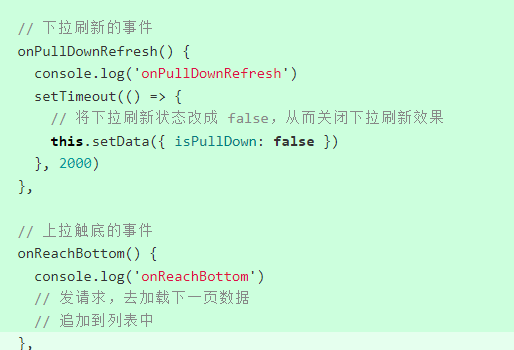 // 下拉刷新的事件
onPullDownRefresh() {
  console.log('onPullDownRefresh')
  setTimeout(() => {
    // 将下拉刷新状态改成 false，从而关闭下拉刷新效果
    this.setData({ isPullDown: false })
  }, 2000)
},
// 上拉触底的事件
onReachBottom() {
  console.log('onReachBottom')
  // 发请求，去加载下一页数据
  // 追加到列表中
},